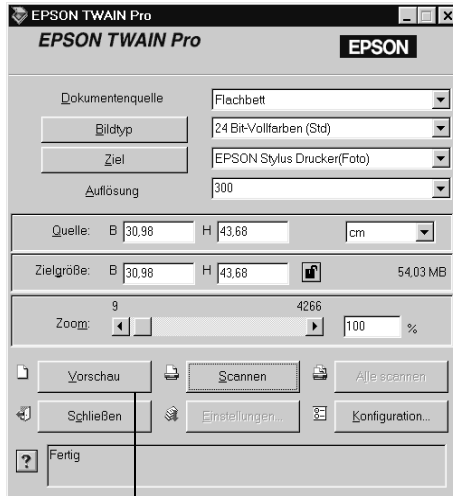 EPSON TWAIN Pro
EPSON TWAIN Pro
EPSON
Dokumentenquelle Flachbett
Bildtyp 24 Bit-Vollfarben (Std)
Ziel EPSON Stylus Drucker(Foto)
Auflösung 300
Quelle: B 30,98 H 43,68 cm
Zielgröße: B 30,98 H 43,68 54,03 MB
9 4266
Zoom: 100 %
Vorschau Scannen Alle scannen
Schließen Einstellungen... Konfiguration...
? Fertig